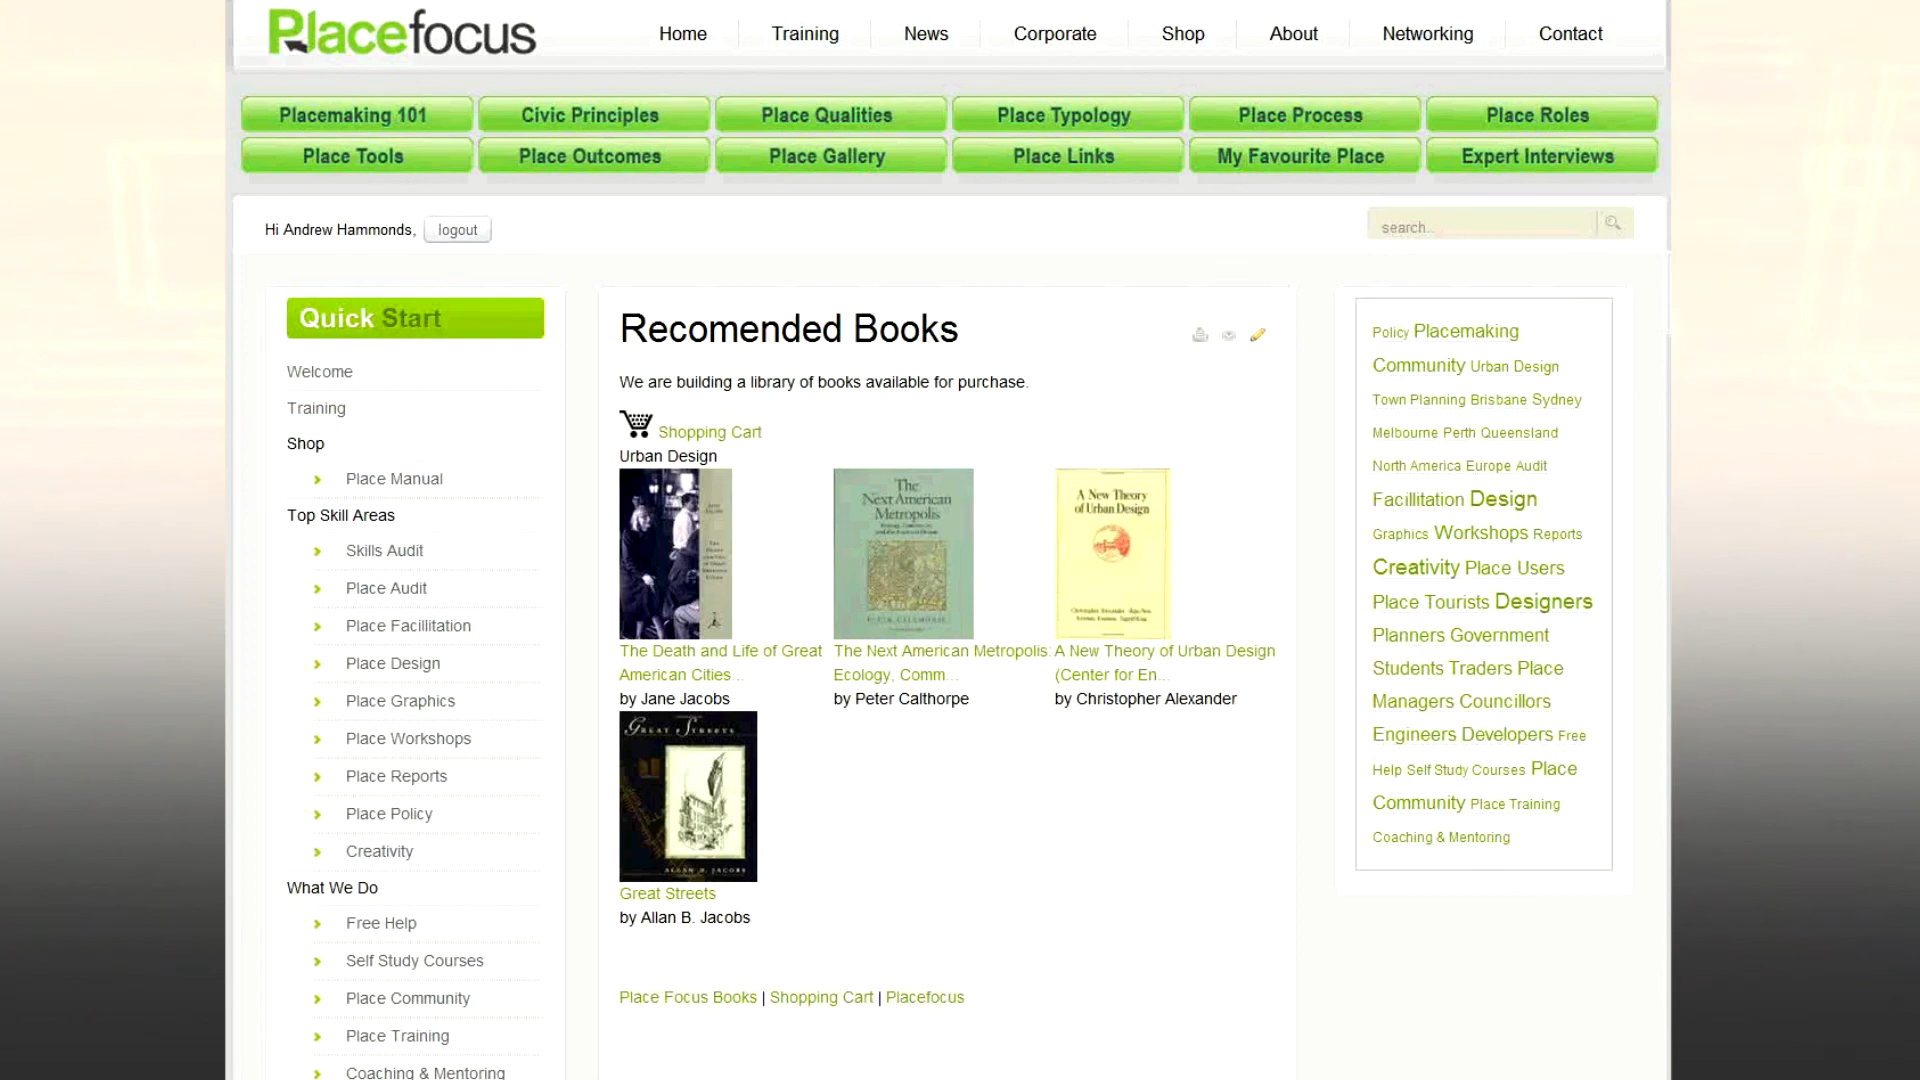 Placefocus
Home Training News Corporate Shop About Networking Contact
Placemaking 101 Civic Principles Place Qualities Place Typology Place Process Place Roles
Place Tools Place Outcomes Place Gallery Place Links My Favourite Place Expert Interviews
Hi Andrew Hammonds, logout
search...
Quick Start
Welcome
Training
Shop
Place Manual
Top Skill Areas
Skills Audit
Place Audit
Place Facillitation
Place Design
Place Graphics
Place Workshops
Place Reports
Place Policy
Creativity
What We Do
Free Help
Self Study Courses
Place Community
Place Training
Coaching & Mentoring
Recomended Books
We are building a library of books available for purchase.
Shopping Cart
Urban Design
The
Next American
Metropolis
A New Theory
of Urban Design
The Death and Life of Great
American Cities...
by Jane Jacobs
The Next American Metropolis:
Ecology, Comm...
by Peter Calthorpe
A New Theory of Urban Design
(Center for En...
by Christopher Alexander
GREAT STREETS
ALLAN B. JACOBS
Great Streets
by Allan B. Jacobs
Place Focus Books | Shopping Cart | Placefocus
Policy Placemaking
Community Urban Design
Town Planning Brisbane Sydney
Melbourne Perth Queensland
North America Europe Audit
Facillitation Design
Graphics Workshops Reports
Creativity Place Users
Place Tourists Designers
Planners Government
Students Traders Place
Managers Councillors
Engineers Developers Free
Help Self Study Courses Place
Community Place Training
Coaching & Mentoring